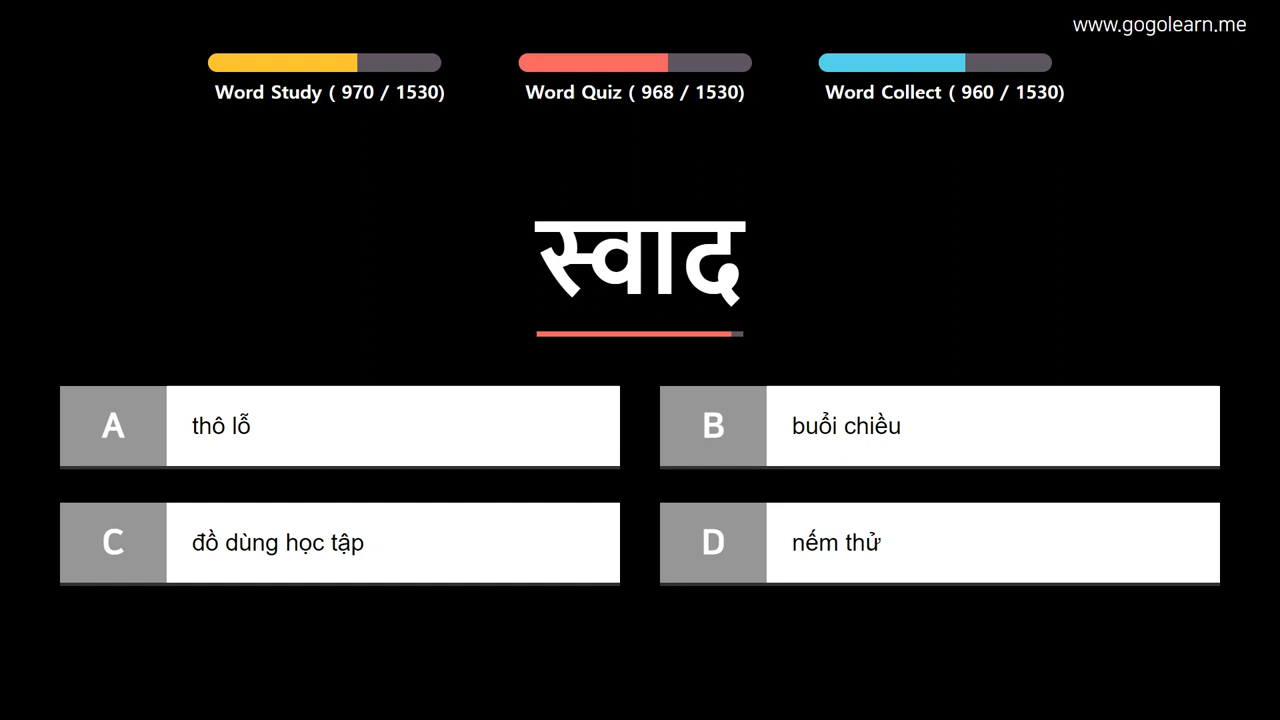 www.gogolearn.me
Word Study ( 970 / 1530)
Word Quiz ( 968 / 1530)
Word Collect ( 960 / 1530)
स्वाद
A thô lỗ
B buổi chiều
C đồ dùng học tập
D nếm thử